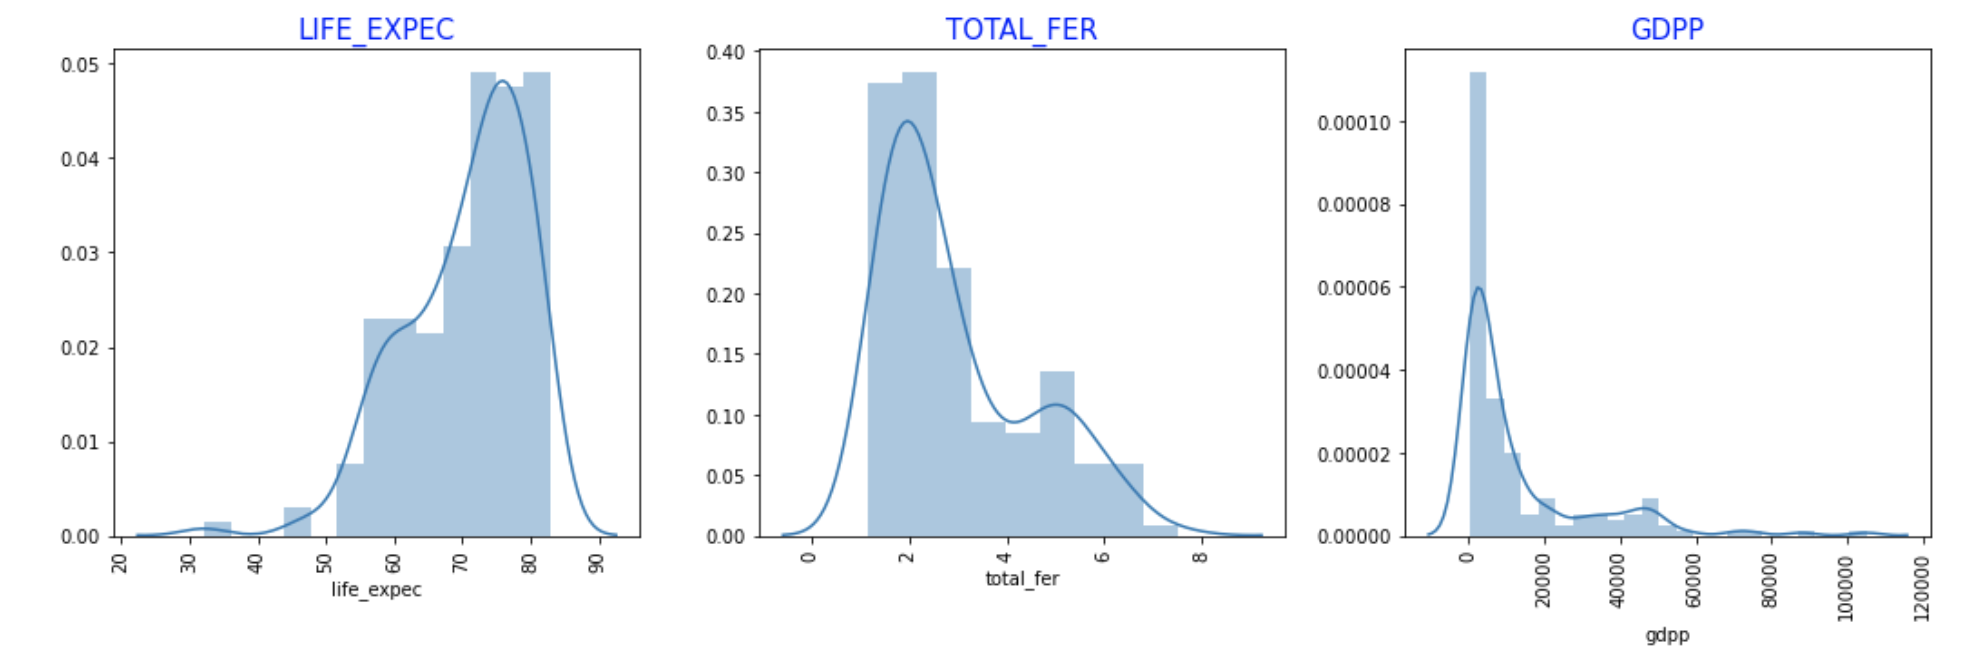 LIFE_EXPEC
0.05
0.04
0.03
0.02
0.01
0.00
20 30 40 50 60 70 80 90
life_expec
TOTAL_FER
0.40
0.35
0.30
0.25
0.20
0.15
0.10
0.05
0.00
0 2 4 6 8
total_fer
GDPP
0.00010
0.00008
0.00006
0.00004
0.00002
0.00000
0 20000 40000 60000 80000 100000 120000
gdpp